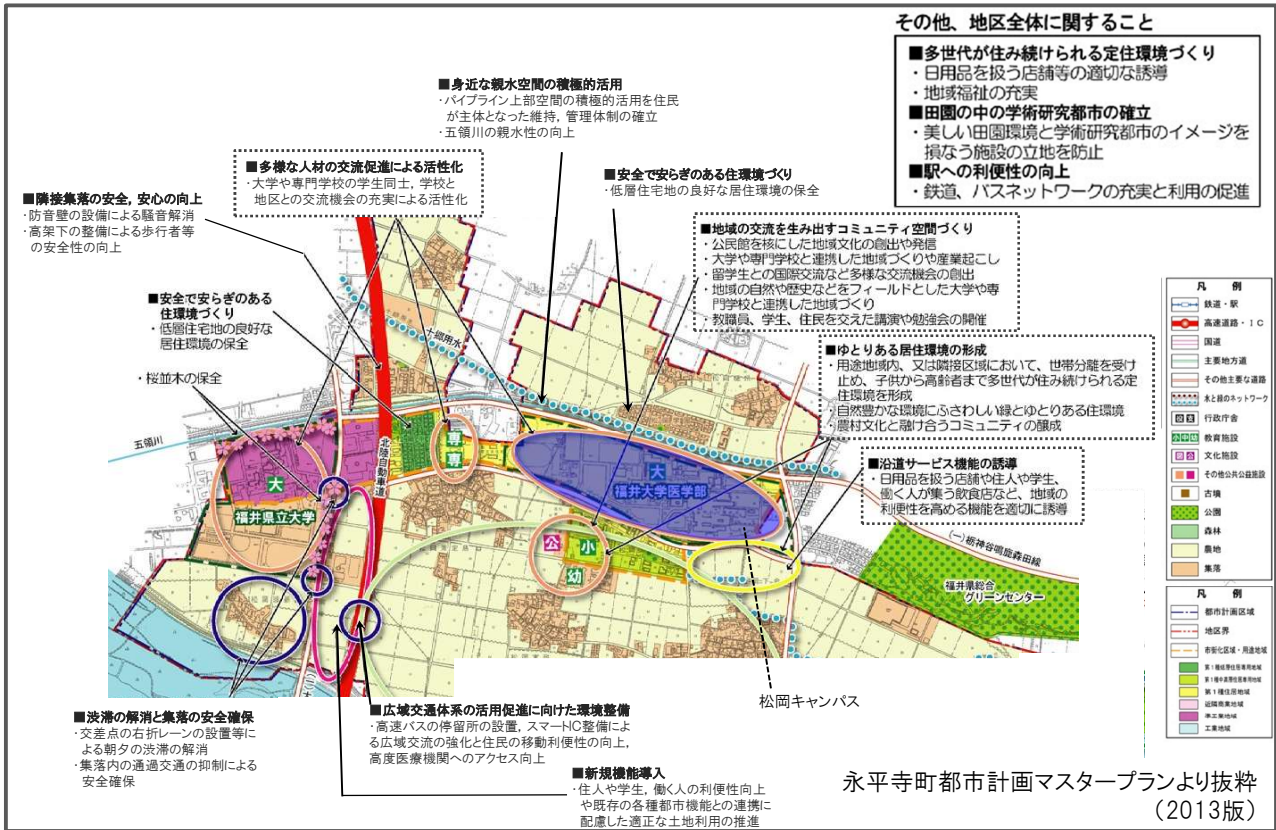 その他、地区全体に関すること
■多世代が住み続けられる定住環境づくり
・日用品を扱う店舗等の適切な誘導
・地域福祉の充実
■田園の中の学術研究都市の確立
・美しい田園環境と学術研究都市のイメージを
損なう施設の立地を防止
■駅への利便性の向上
・鉄道、バスネットワークの充実と利用の促進
■身近な親水空間の積極的活用
・パイプライン上部空間の積極的活用を住民
が主体となった維持，管理体制の確立
・五領川の親水性の向上
■多様な人材の交流促進による活性化
・大学や専門学校の学生同士，学校と
地区との交流機会の充実による活性化
■安全で安らぎのある住環境づくり
・低層住宅地の良好な居住環境の保全
■隣接集落の安全，安心の向上
・防音壁の設備による騒音解消
・高架下の整備による歩行者等
の安全性の向上
■地域の交流を生み出すコミュニティ空間づくり
・公民館を核にした地域文化の創出や発信
・大学や専門学校と連携した地域づくりや産業起こし
・留学生との国際交流など多様な交流機会の創出
・地域の自然や歴史などをフィールドとした大学や専
門学校と連携した地域づくり
・教職員、学生、住民を交えた講演や勉強会の開催
■安全で安らぎのある
住環境づくり
・低層住宅地の良好な
居住環境の保全
・桜並木の保全
■ゆとりある居住環境の形成
・用途地域内、又は隣接区域において、世帯分離を受け
止め、子供から高齢者まで多世代が住み続けられる定
住環境を形成
・自然豊かな環境にふさわしい緑とゆとりある住環境
・農村文化と融け合うコミュニティの醸成
■沿道サービス機能の誘導
・日用品を扱う店舗や住人や学生、
働く人が集う飲食店など、地域の
利便性を高める機能を適切に誘導
十郷用水
五領川
北陸自動車道
大
福井県立大学
専
専
大
福井大学医学部
公
小
幼
(一)栃神谷鳴鹿森田線
福井県総合
グリーンセンター
松岡キャンパス
凡 例
鉄道・駅
高速道路・ＩＣ
国道
主要地方道
その他主要な道路
水と緑のネットワーク
行政庁舎
小中幼 教育施設
文化施設
その他公共公益施設
古墳
公園
森林
農地
集落
凡 例
都市計画区域
地区界
市街化区域・用途地域
第１種低層住居専用地域
第１種中高層住居専用地域
第１種住居地域
近隣商業地域
準工業地域
工業地域
■渋滞の解消と集落の安全確保
・交差点の右折レーンの設置等に
よる朝夕の渋滞の解消
・集落内の通過交通の抑制による
安全確保
■広域交通体系の活用促進に向けた環境整備
・高速バスの停留所の設置，スマートIC整備によ
る広域交流の強化と住民の移動利便性の向上，
高度医療機関へのアクセス向上
■新規機能導入
・住人や学生，働く人の利便性向上
や既存の各種都市機能との連携に
配慮した適正な土地利用の推進
永平寺町都市計画マスタープランより抜粋
（2013版）